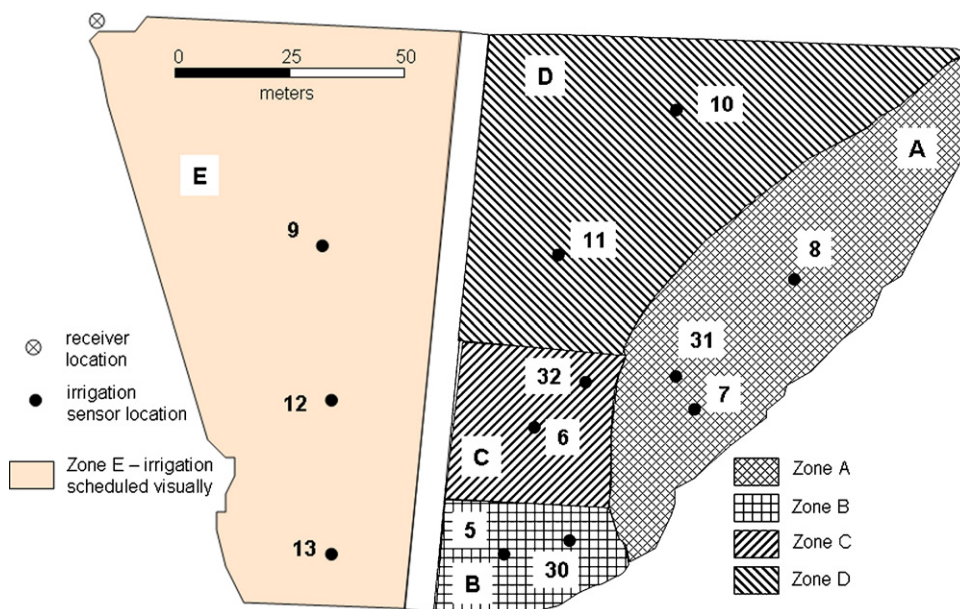 0 25 50
meters
D
10
A
E
9
11
8
receiver
location
31
32
7
irrigation
sensor location
12
6
C
Zone E – irrigation
scheduled visually
Zone A
Zone B
5
13
30
Zone C
B
Zone D